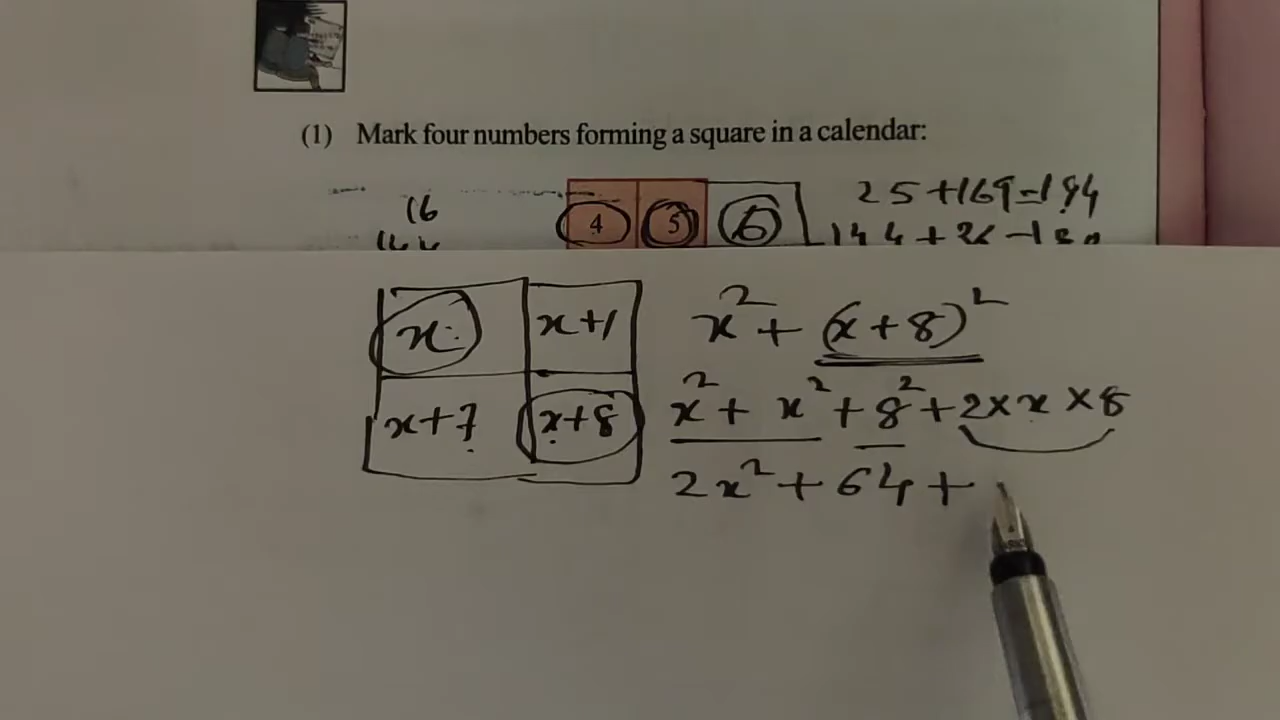 (1) Mark four numbers forming a square in a calendar:
16
4 5 6
25+169=194
x x+1
x+7 x+8
x²+(x+8)²
x²+x²+8²+2×x×8
2x²+64+